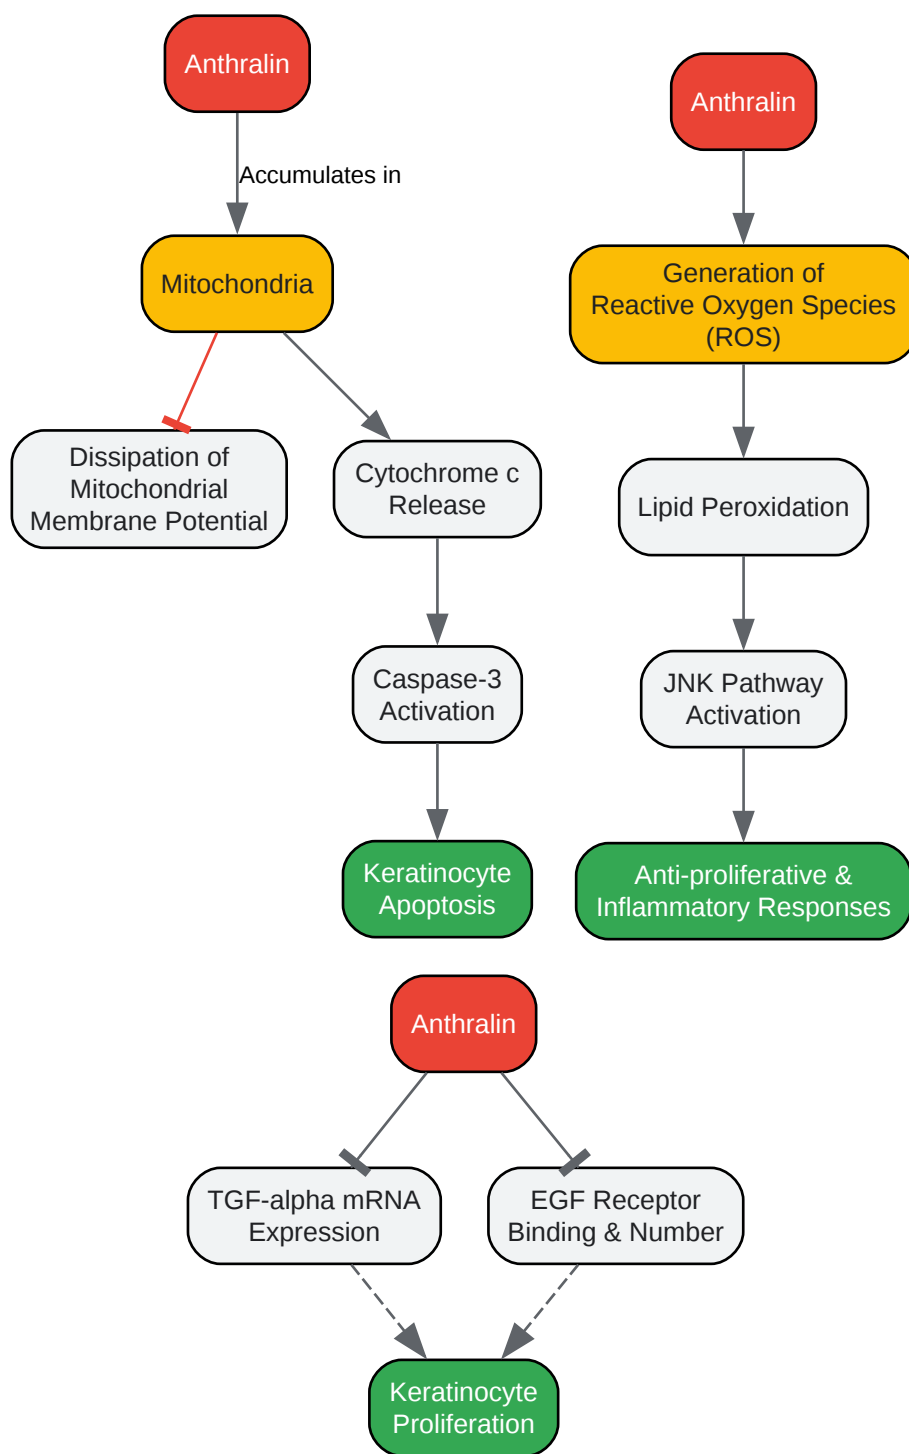 Anthralin
Accumulates in
Mitochondria
Dissipation of
Mitochondrial
Membrane Potential
Cytochrome c
Release
Caspase-3
Activation
Keratinocyte
Apoptosis
Anthralin
Generation of
Reactive Oxygen Species
(ROS)
Lipid Peroxidation
JNK Pathway
Activation
Anti-proliferative &
Inflammatory Responses
Anthralin
TGF-alpha mRNA
Expression
EGF Receptor
Binding & Number
Keratinocyte
Proliferation